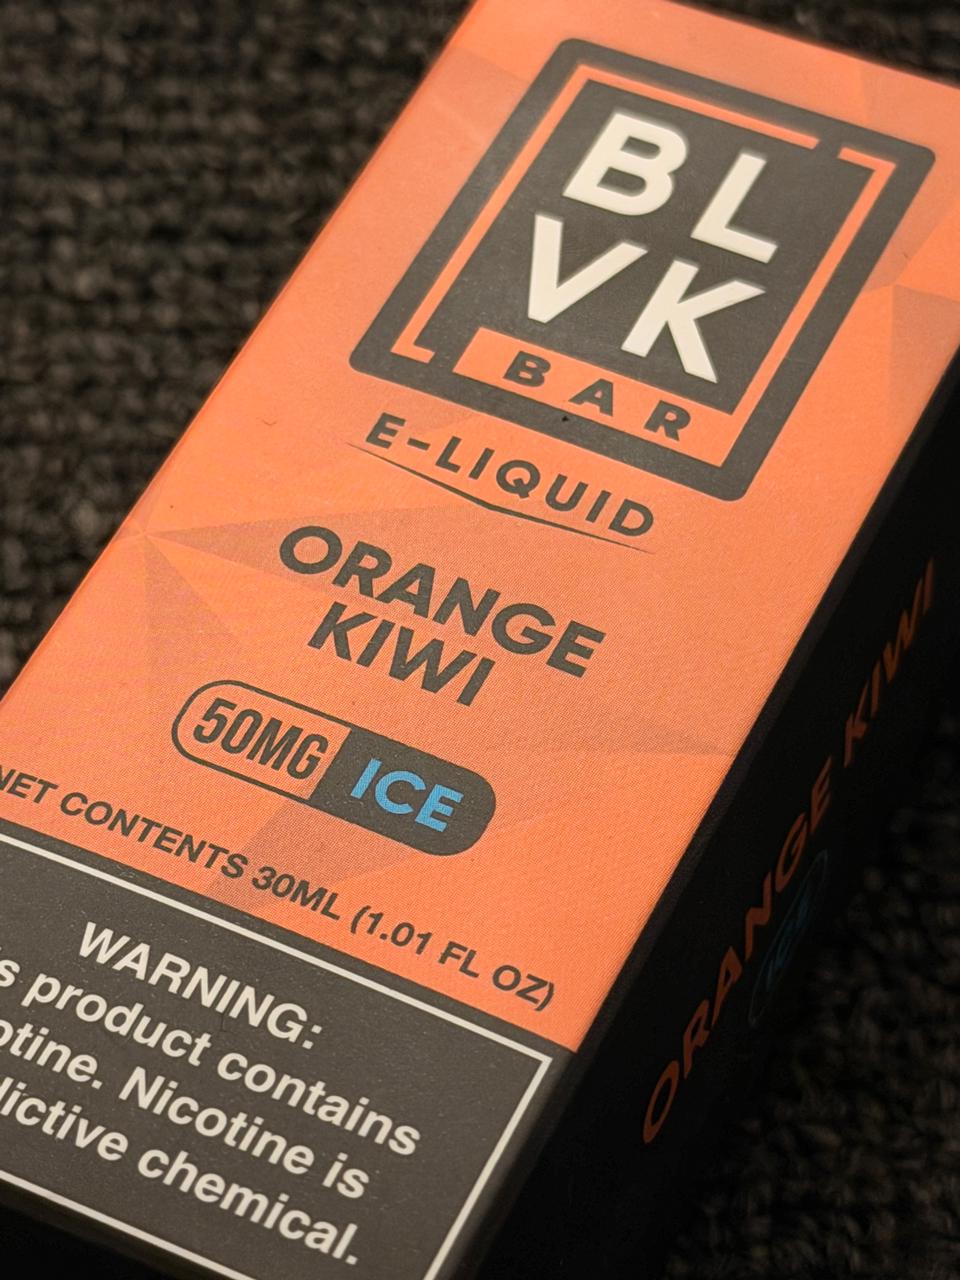 BL
VK
BAR
E-LIQUID
ORANGE
KIWI
50MG ICE
NET CONTENTS 30ML (1.01 FL OZ)
WARNING:
product contains
Nicotine is
chemical.
ORANGE KIWI
ICE